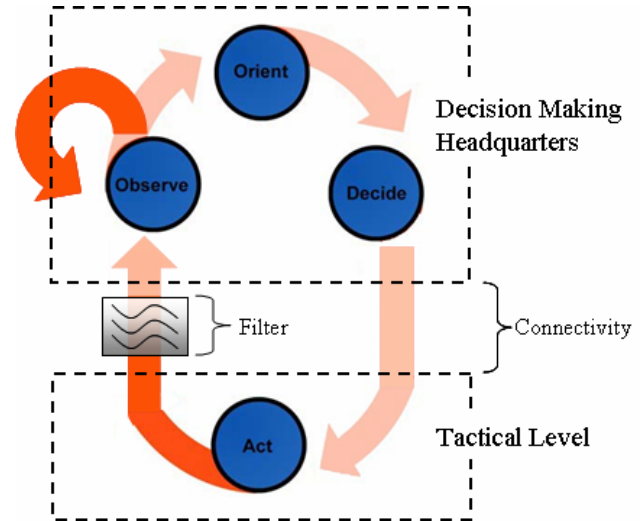 Orient
Decision Making
Headquarters
Observe
Decide
Filter
Connectivity
Act
Tactical Level